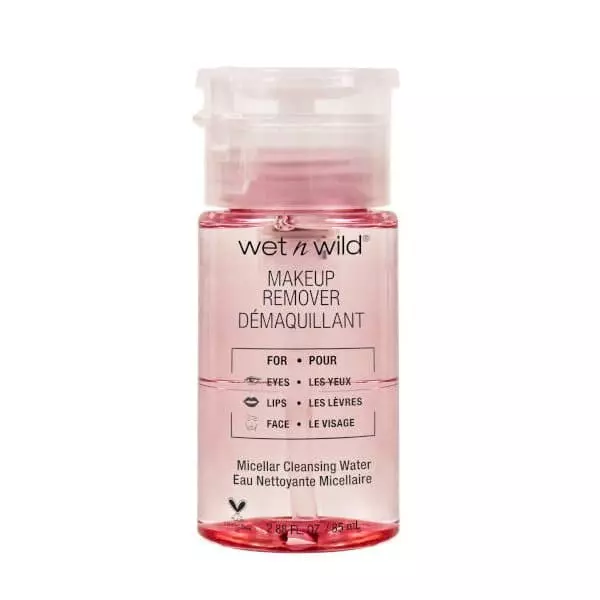 wet n wild®
MAKEUP
REMOVER
DÉMAQUILLANT
FOR • POUR
EYES • LES YEUX
LIPS • LES LÈVRES
FACE • LE VISAGE
Micellar Cleansing Water
Eau Nettoyante Micellaire
2.88 FL. OZ / 85 mL